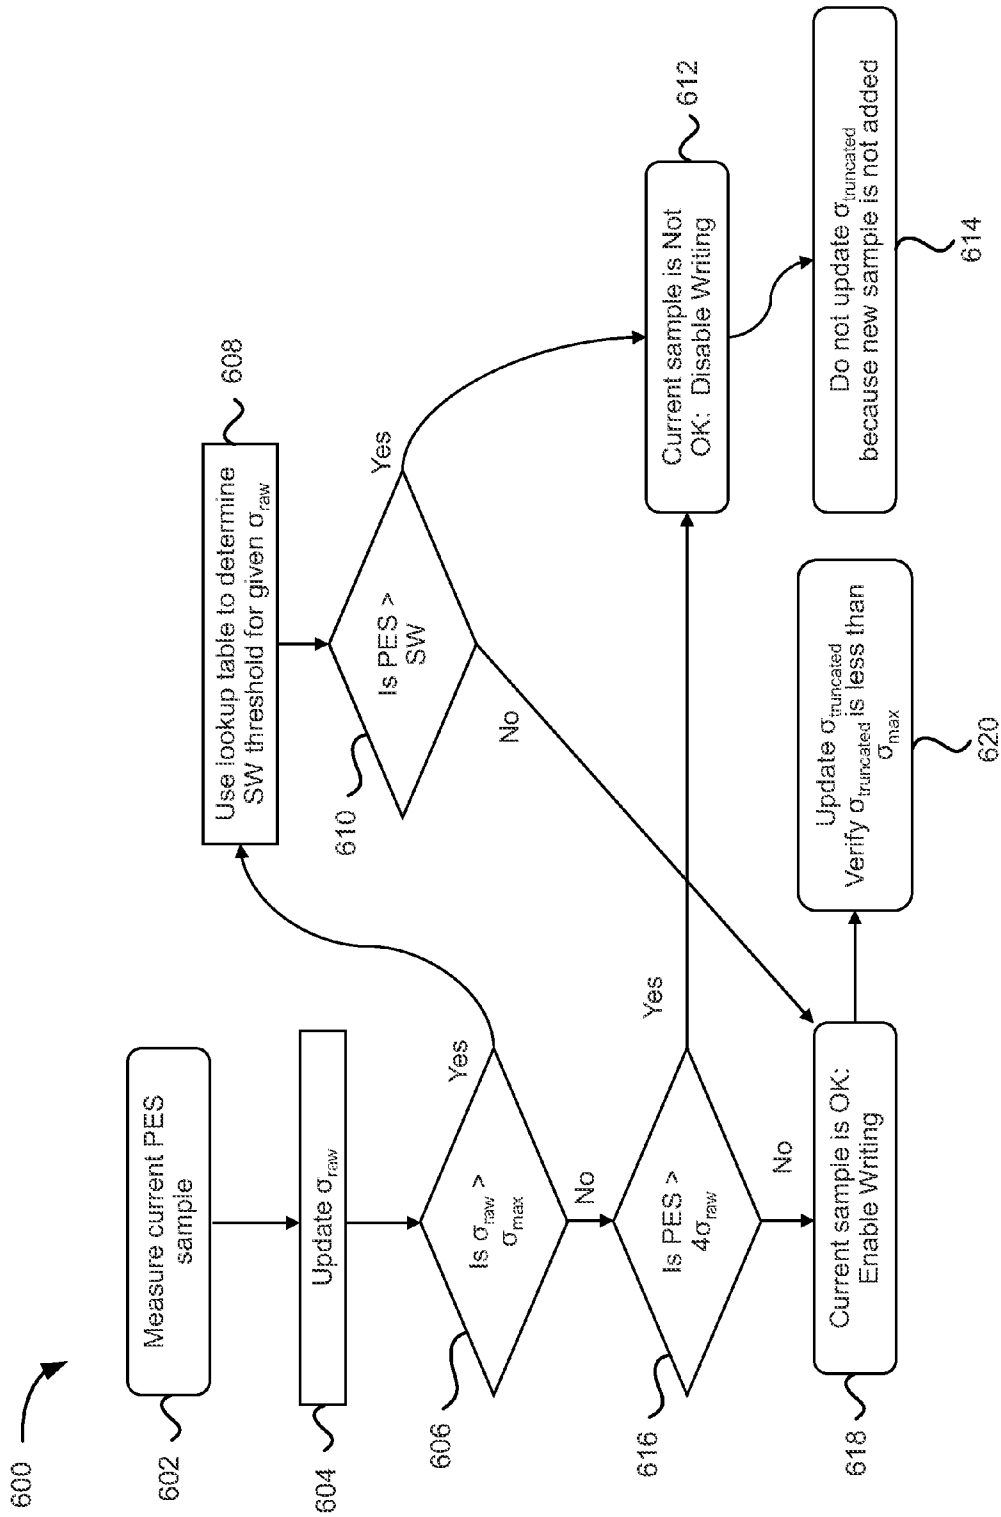 600
602
Measure current PES
sample
604
Update σraw
606
Is σraw >
σmax
Yes
No
608
Use lookup table to determine
SW threshold for given σraw
610
Is PES >
SW
Yes
No
612
Current sample is Not
OK: Disable Writing
614
Do not update σtruncated
because new sample is not added
616
Is PES >
4σraw
Yes
No
618
Current sample is OK:
Enable Writing
620
Update σtruncated
Verify σtruncated is less than
σmax